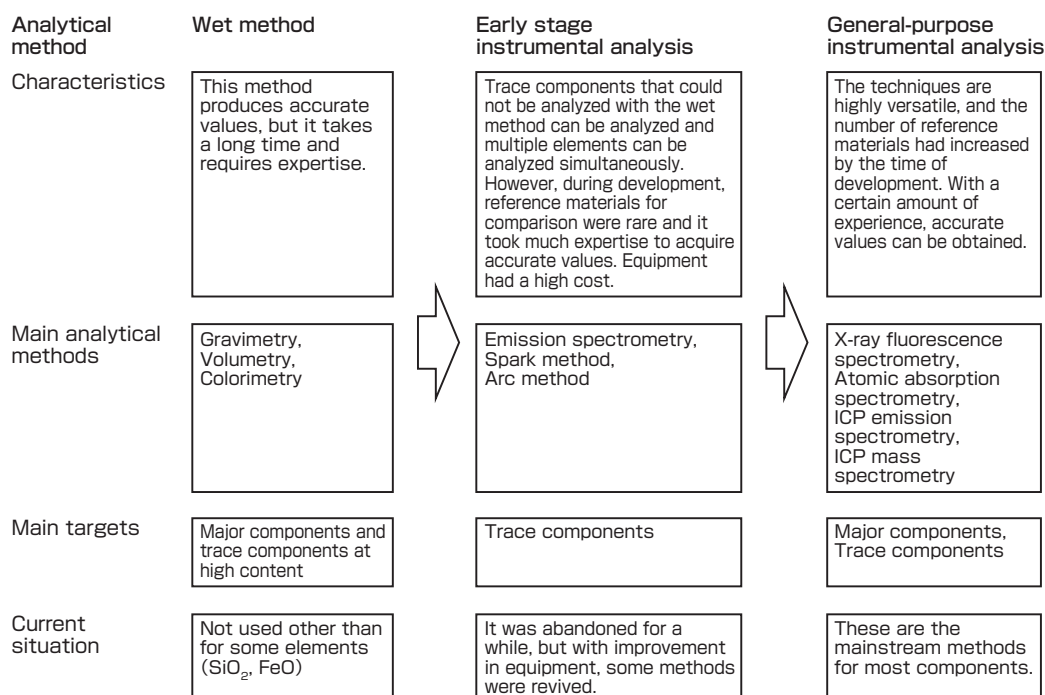 Analytical
method
Wet method
Early stage
instrumental analysis
General-purpose
instrumental analysis
Characteristics
This method
produces accurate
values, but it takes
a long time and
requires expertise.
Trace components that could
not be analyzed with the wet
method can be analyzed and
multiple elements can be
analyzed simultaneously.
However, during development,
reference materials for
comparison were rare and it
took much expertise to acquire
accurate values. Equipment
had a high cost.
The techniques are
highly versatile, and the
number of reference
materials had increased
by the time of
development. With a
certain amount of
experience, accurate
values can be obtained.
Main analytical
methods
Gravimetry,
Volumetry,
Colorimetry
Emission spectrometry,
Spark method,
Arc method
X-ray fluorescence
spectrometry,
Atomic absorption
spectrometry,
ICP emission
spectrometry,
ICP mass
spectrometry
Main targets
Major components and
trace components at
high content
Trace components
Major components,
Trace components
Current
situation
Not used other than
for some elements
(SiO₂, FeO)
It was abandoned for a
while, but with improvement
in equipment, some methods
were revived.
These are the
mainstream methods
for most components.